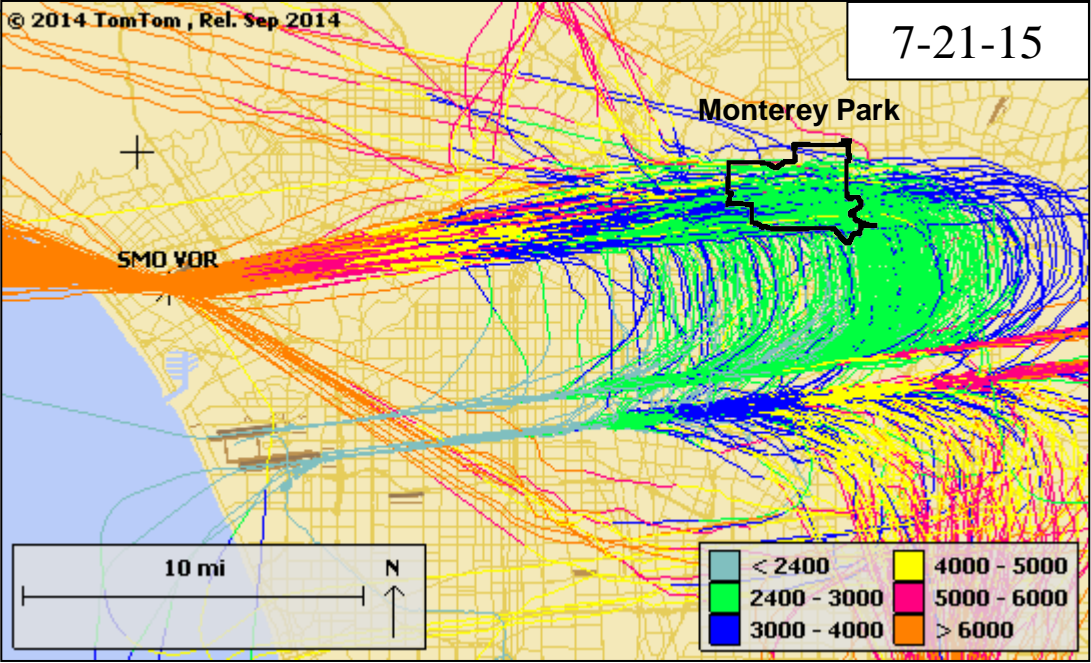 © 2014 TomTom , Rel. Sep 2014
7-21-15
Monterey Park
SMO VOR
10 mi
N
< 2400
2400 - 3000
3000 - 4000
4000 - 5000
5000 - 6000
> 6000